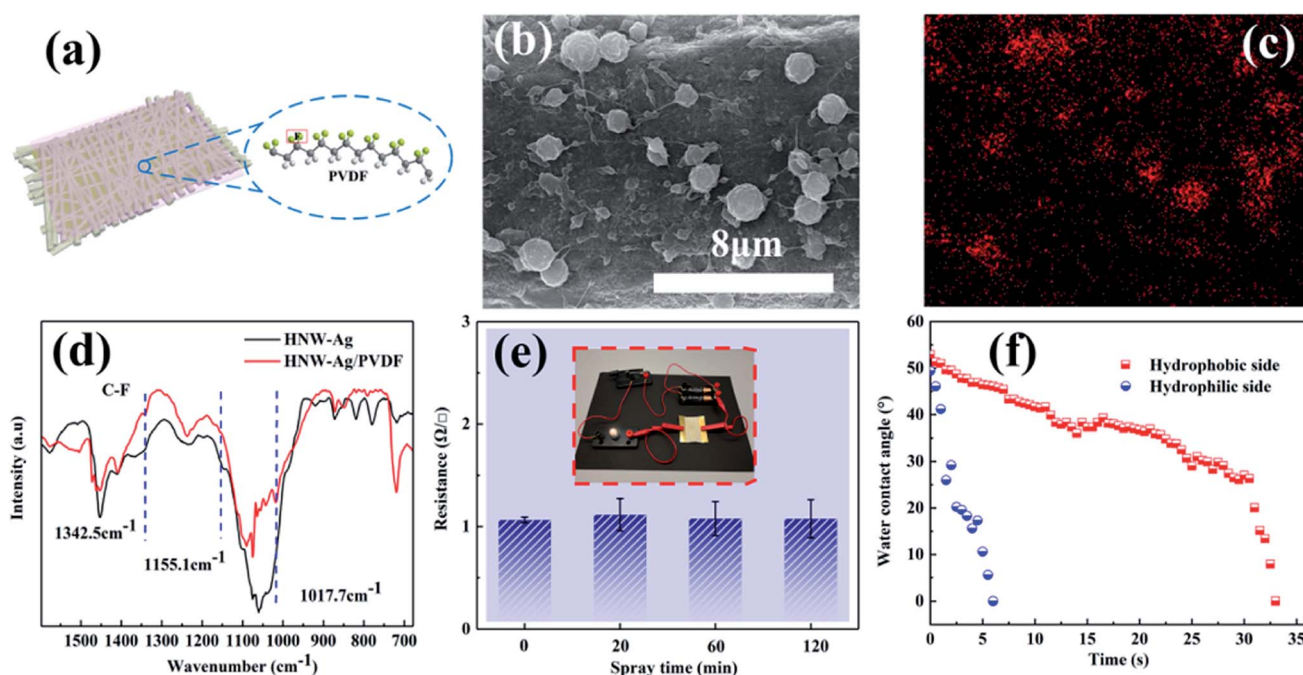 (a)
F
PVDF
(b)
8μm
(c)
(d)
HNW-Ag
HNW-Ag/PVDF
C-F
1342.5cm⁻¹
1155.1cm⁻¹
1017.7cm⁻¹
Intensity (a.u)
1500 1400 1300 1200 1100 1000 900 800 700
Wavenumber (cm⁻¹)
(e)
Resistance (Ω/□)
3
2
1
0
0 20 60 120
Spray time (min)
(f)
Hydrophobic side
Hydrophilic side
Water contact angle (°)
60
50
40
30
20
10
0
0 5 10 15 20 25 30 35
Time (s)